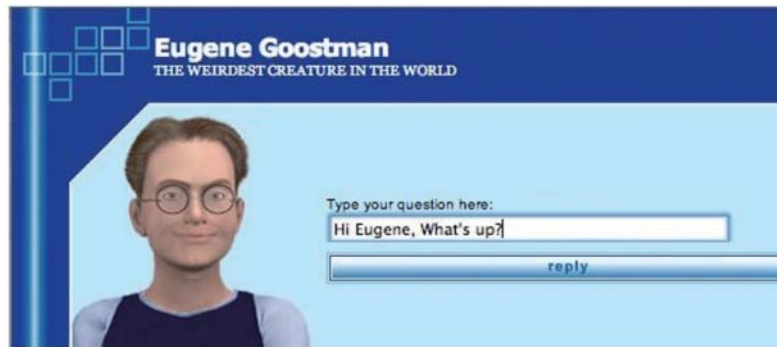 Eugene Goostman
THE WEIRDEST CREATURE IN THE WORLD
Type your question here:
Hi Eugene, What's up?
reply